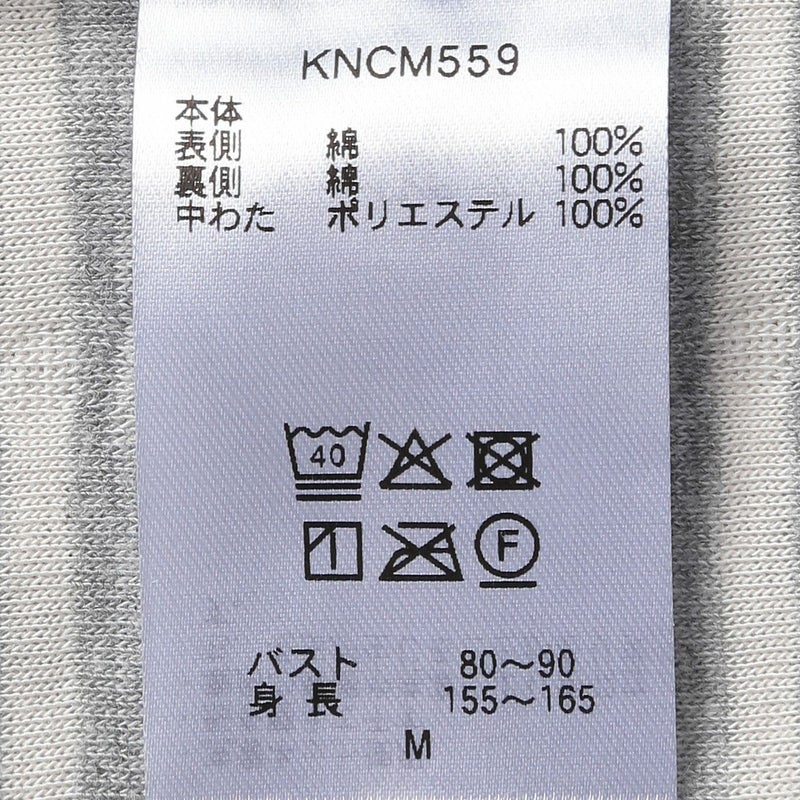 KNCM559
本体
表側 綿 100%
裏側 綿 100%
中わた ポリエステル 100%
40
F
バスト 80〜90
身長 155〜165
M